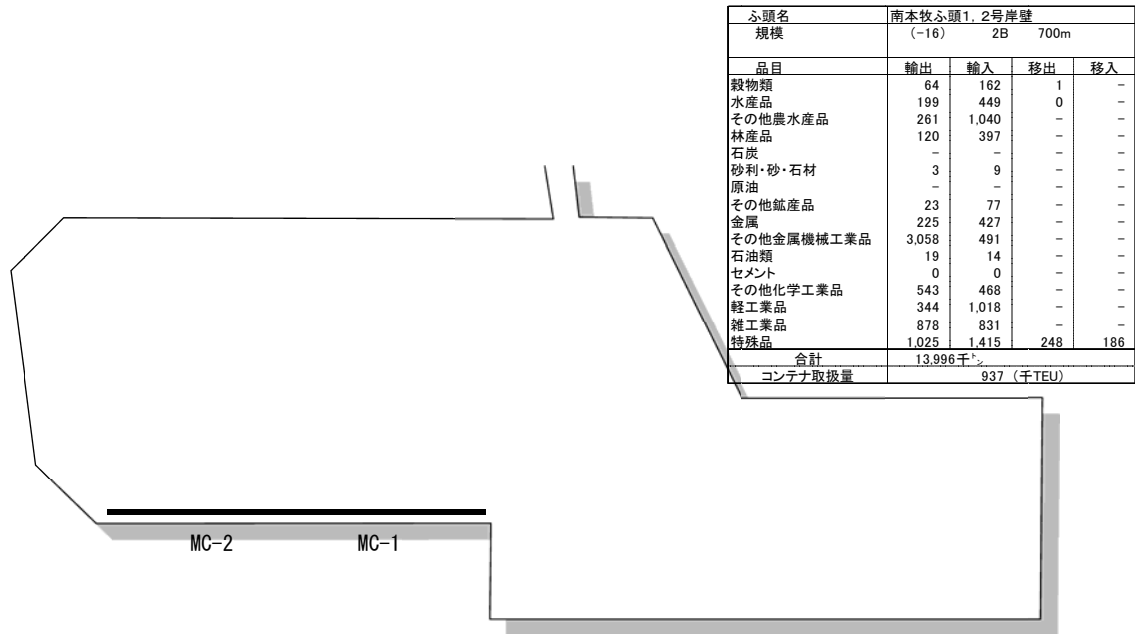 ふ頭名 南本牧ふ頭1，2号岸壁
規模 (-16) 2B 700m
品目 輸出 輸入 移出 移入
穀物類 64 162 1 -
水産品 199 449 0 -
その他農水産品 261 1,040 - -
林産品 120 397 - -
石炭 - - - -
砂利・砂・石材 3 9 - -
原油 - - - -
その他鉱産品 23 77 - -
金属 225 427 - -
その他金属機械工業品 3,058 491 - -
石油類 19 14 - -
セメント 0 0 - -
その他化学工業品 543 468 - -
軽工業品 344 1,018 - -
雑工業品 878 831 - -
特殊品 1,025 1,415 248 186
合計 13,996千㌧
コンテナ取扱量 937 (千TEU)
MC-2 MC-1